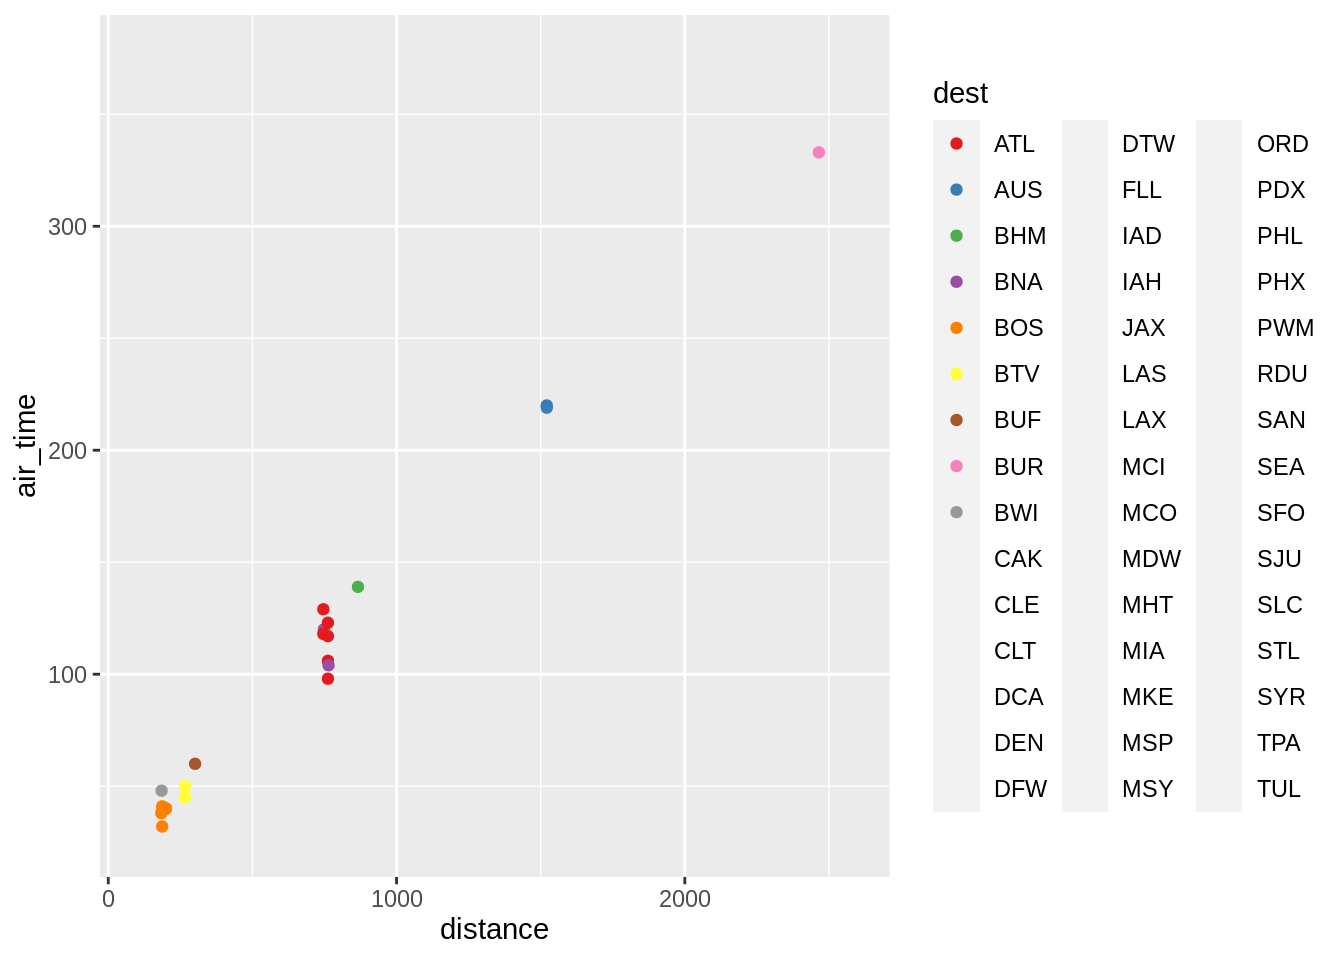 air_time
300
200
100
0
1000
2000
distance
dest
ATL
AUS
BHM
BNA
BOS
BTV
BUF
BUR
BWI
CAK
CLE
CLT
DCA
DEN
DFW
DTW
FLL
IAD
IAH
JAX
LAS
LAX
MCI
MCO
MDW
MHT
MIA
MKE
MSP
MSY
ORD
PDX
PHL
PHX
PWM
RDU
SAN
SEA
SFO
SJU
SLC
STL
SYR
TPA
TUL